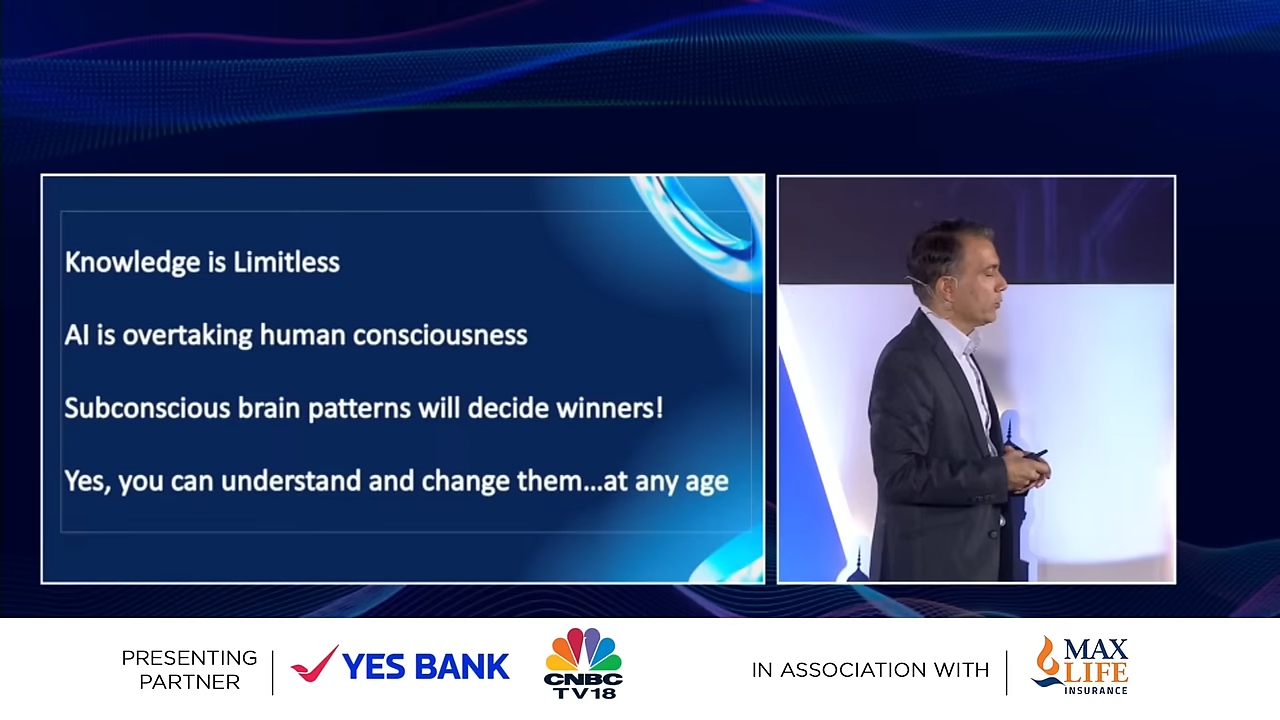 Knowledge is Limitless
AI is overtaking human consciousness
Subconscious brain patterns will decide winners!
Yes, you can understand and change them...at any age
PRESENTING
PARTNER
YES BANK
CNBC
TV18
IN ASSOCIATION WITH
MAX
LIFE
INSURANCE